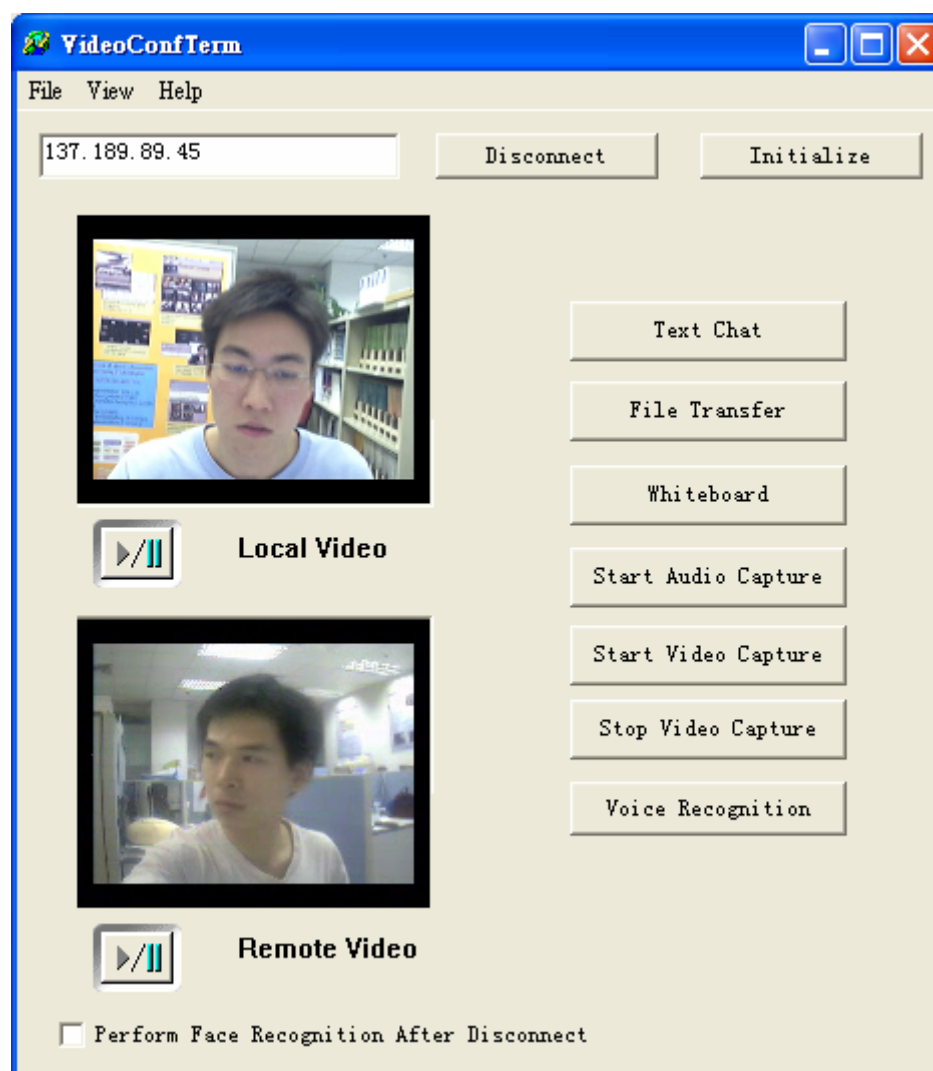 VideoConfTerm
File View Help
137.189.89.45
Disconnect
Initialize
Text Chat
File Transfer
Whiteboard
Local Video
Start Audio Capture
Start Video Capture
Stop Video Capture
Voice Recognition
Remote Video
Perform Face Recognition After Disconnect